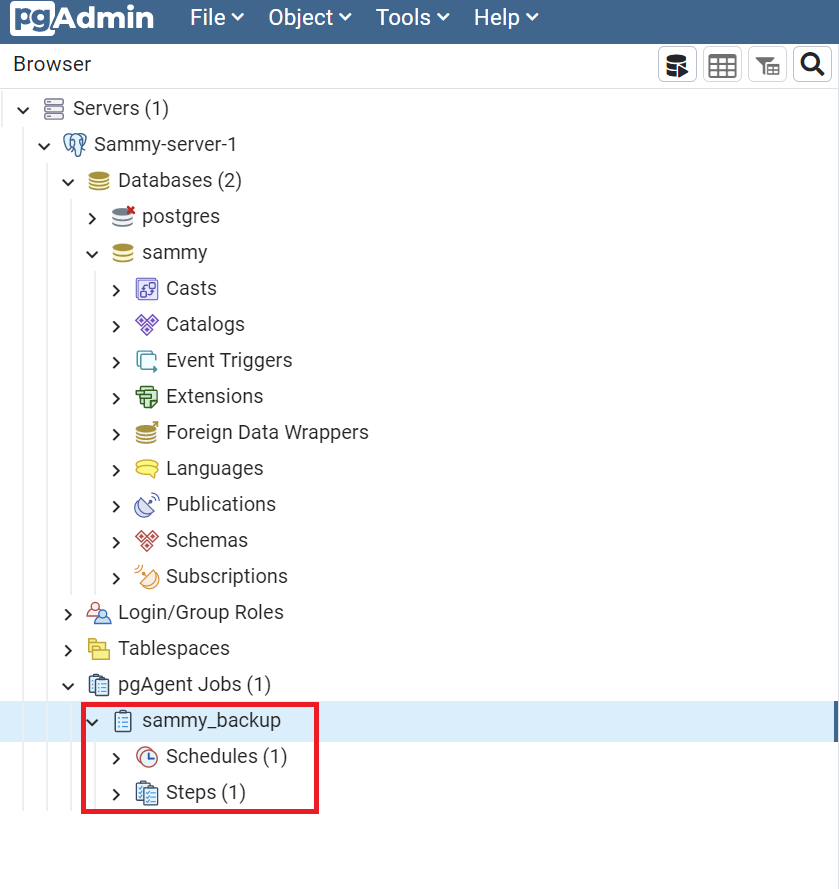 pgAdmin File Object Tools Help
Browser
Servers (1)
Sammy-server-1
Databases (2)
postgres
sammy
Casts
Catalogs
Event Triggers
Extensions
Foreign Data Wrappers
Languages
Publications
Schemas
Subscriptions
Login/Group Roles
Tablespaces
pgAgent Jobs (1)
sammy_backup
Schedules (1)
Steps (1)